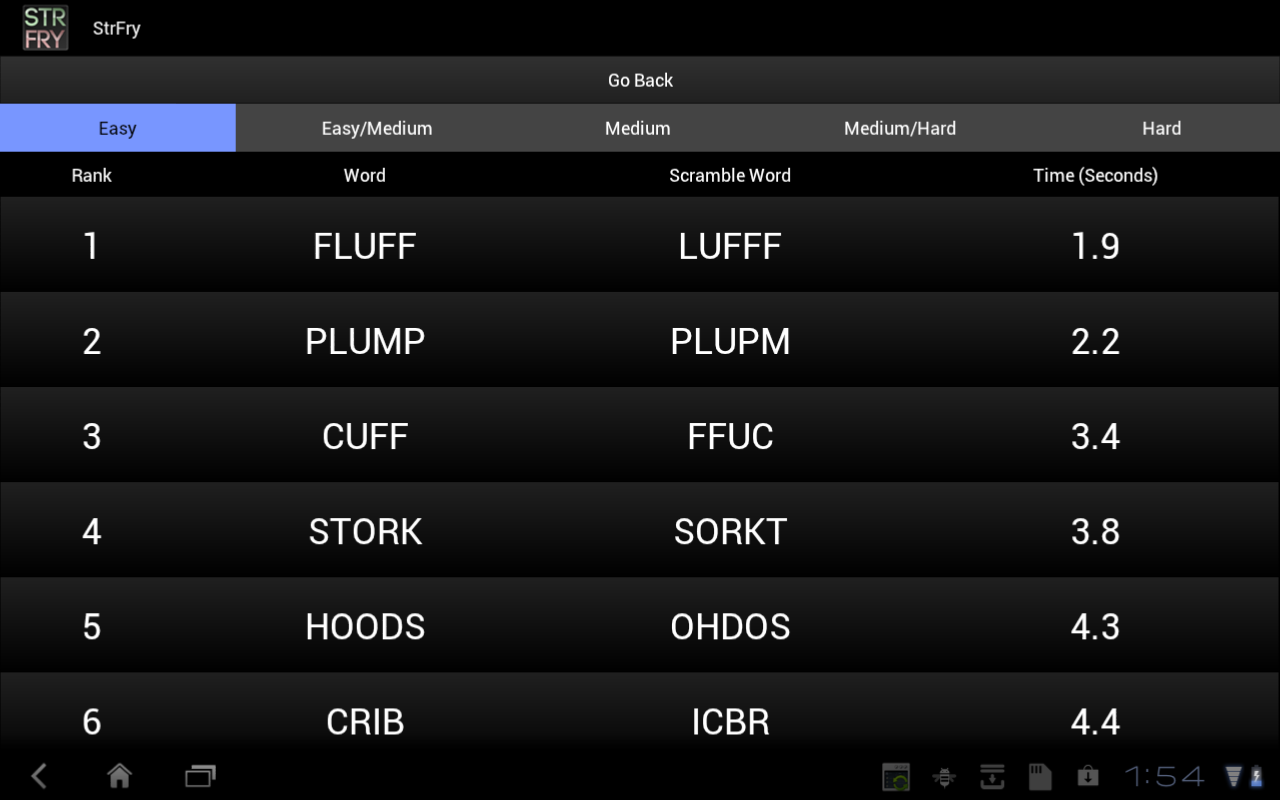 STR
FRY
StrFry
Go Back
Easy Easy/Medium Medium Medium/Hard Hard
Rank Word Scramble Word Time (Seconds)
1 FLUFF LUFFF 1.9
2 PLUMP PLUPM 2.2
3 CUFF FFUC 3.4
4 STORK SORKT 3.8
5 HOODS OHDOS 4.3
6 CRIB ICBR 4.4
1:54